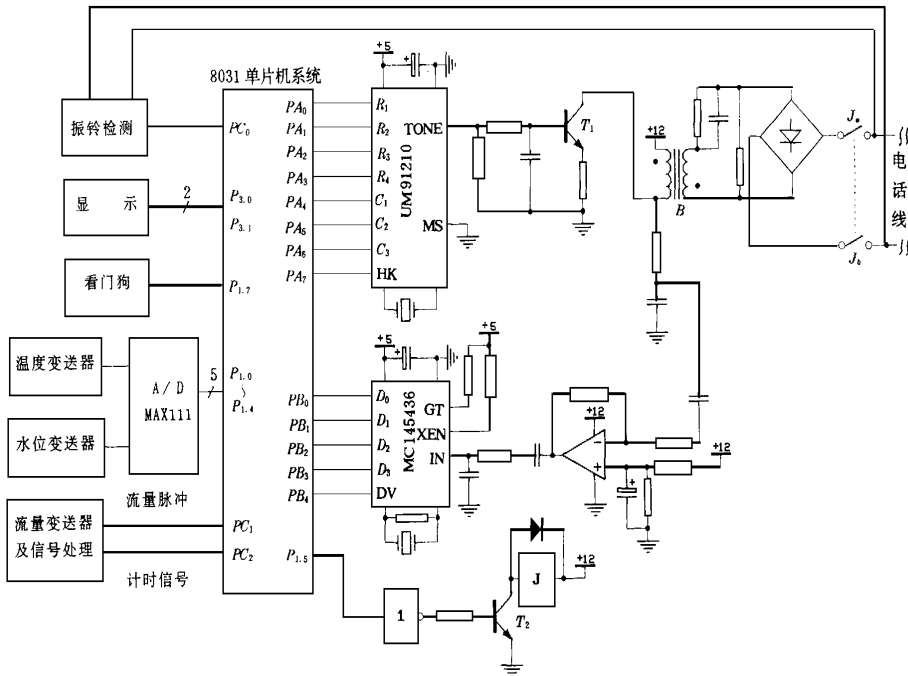 8031 单片机系统
振铃检测
显 示
2
看门狗
温度变送器
水位变送器
A/D
MAX111
5
流量脉冲
流量变送器
及信号处理
计时信号
PC0
P3.0
P3.1
P1.7
P1.0
P1.4
PC1
PC2
PA0
PA1
PA2
PA3
PA4
PA5
PA6
PA7
PB0
PB1
PB2
PB3
PB4
P1.5
+5
+
R1
R2
R3
R4
C1
C2
C3
HK
UM91210
TONE
MS
T1
+12
B
Ja
Jb
电话线
+5
+
+5
D0
D1
D2
D3
DV
MC145436
GT
XEN
IN
+12
−
+
+
+12
1
T2
J
+12